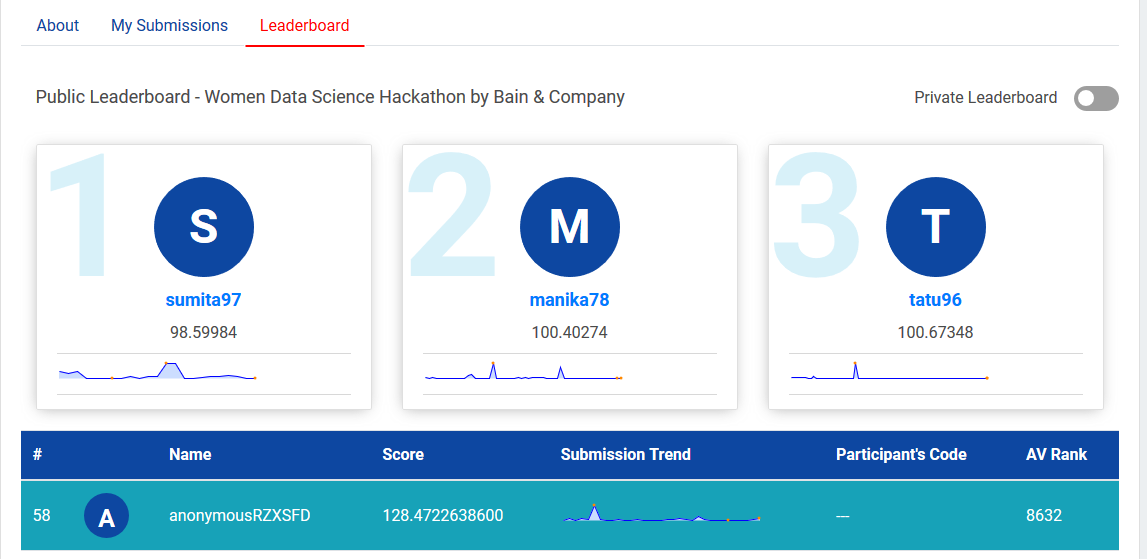 About My Submissions Leaderboard
Public Leaderboard - Women Data Science Hackathon by Bain & Company Private Leaderboard
1 S 2 M 3 T
sumita97 manika78 tatu96
98.59984 100.40274 100.67348
# Name Score Submission Trend Participant's Code AV Rank
58 A anonymousRZXSFD 128.4722638600 --- 8632